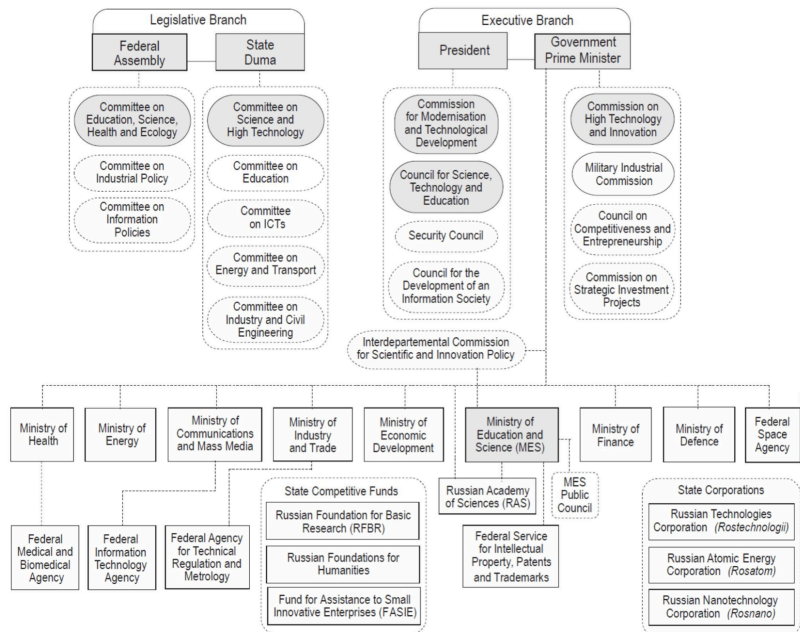 Legislative Branch
Executive Branch
Federal
Assembly
State
Duma
President
Government
Prime Minister
Committee on
Education, Science,
Health and Ecology
Committee on
Industrial Policy
Committee on
Information
Policies
Committee on
Science and
High Technology
Committee on
Education
Committee
on ICTs
Committee on
Energy and Transport
Committee on
Industry and Civil
Engineering
Commission
for Modernisation
and Technological
Development
Council for Science,
Technology and
Education
Security Council
Council for the
Development of an
Information Society
Commission on
High Technology
and Innovation
Military Industrial
Commission
Council on
Competitiveness and
Entrepreneurship
Commission on
Strategic Investment
Projects
Interdepartemental Commission
for Scientific and Innovation Policy
Ministry of
Health
Ministry of
Energy
Ministry of
Communications
and Mass Media
Ministry of
Industry
and Trade
Ministry of
Economic
Development
Ministry of
Education and
Science (MES)
Ministry of
Finance
Ministry of
Defence
Federal
Space
Agency
Federal
Medical and
Biomedical
Agency
Federal
Information
Technology
Agency
Federal Agency
for Technical
Regulation and
Metrology
State Competitive Funds
Russian Foundation for Basic
Research (RFBR)
Russian Foundations for
Humanities
Fund for Assistance to Small
Innovative Enterprises (FASIE)
Russian Academy
of Sciences (RAS)
MES
Public
Council
Federal Service
for Intellectual
Property, Patents
and Trademarks
State Corporations
Russian Technologies
Corporation (Rostechnologii)
Russian Atomic Energy
Corporation (Rosatom)
Russian Nanotechnology
Corporation (Rosnano)